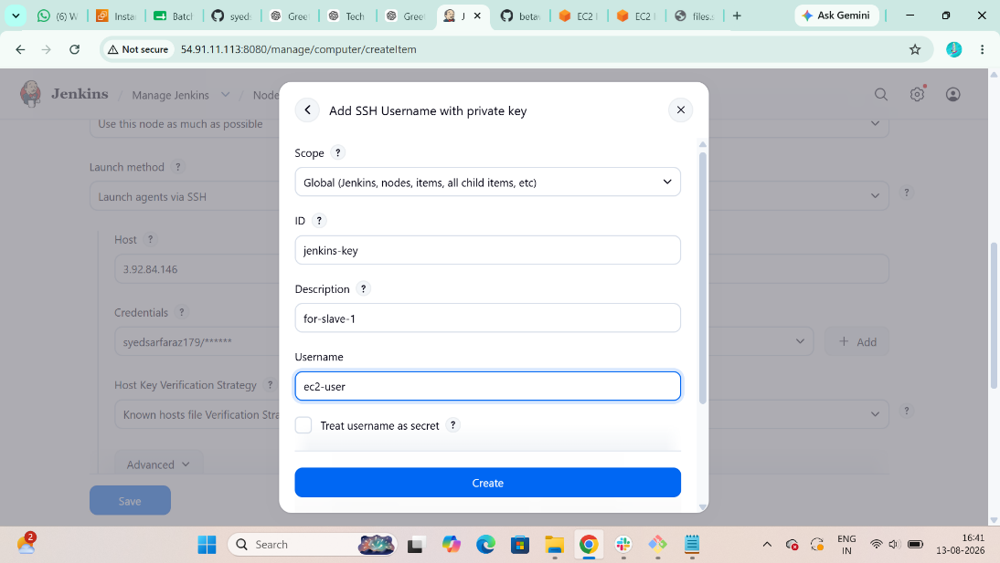 (6) W
Insta
Batch
syeds
Greet
Tech
Greet
J
betav
EC2 I
EC2
files.s
Ask Gemini
Not secure
54.91.11.113:8080/manage/computer/createItem
Jenkins / Manage Jenkins / Node
Use this node as much as possible
Launch method ?
Launch agents via SSH
?
Host ?
3.92.84.146
Credentials ?
syedsarfaraz179/******
+ Add
Host Key Verification Strategy ?
Known hosts file Verification Stra
?
Advanced
Save
Add SSH Username with private key
Scope ?
Global (Jenkins, nodes, items, all child items, etc)
ID ?
jenkins-key
Description ?
for-slave-1
Username
ec2-user
Treat username as secret ?
Create
2
Search
ENG
IN
16:41
13-08-2026